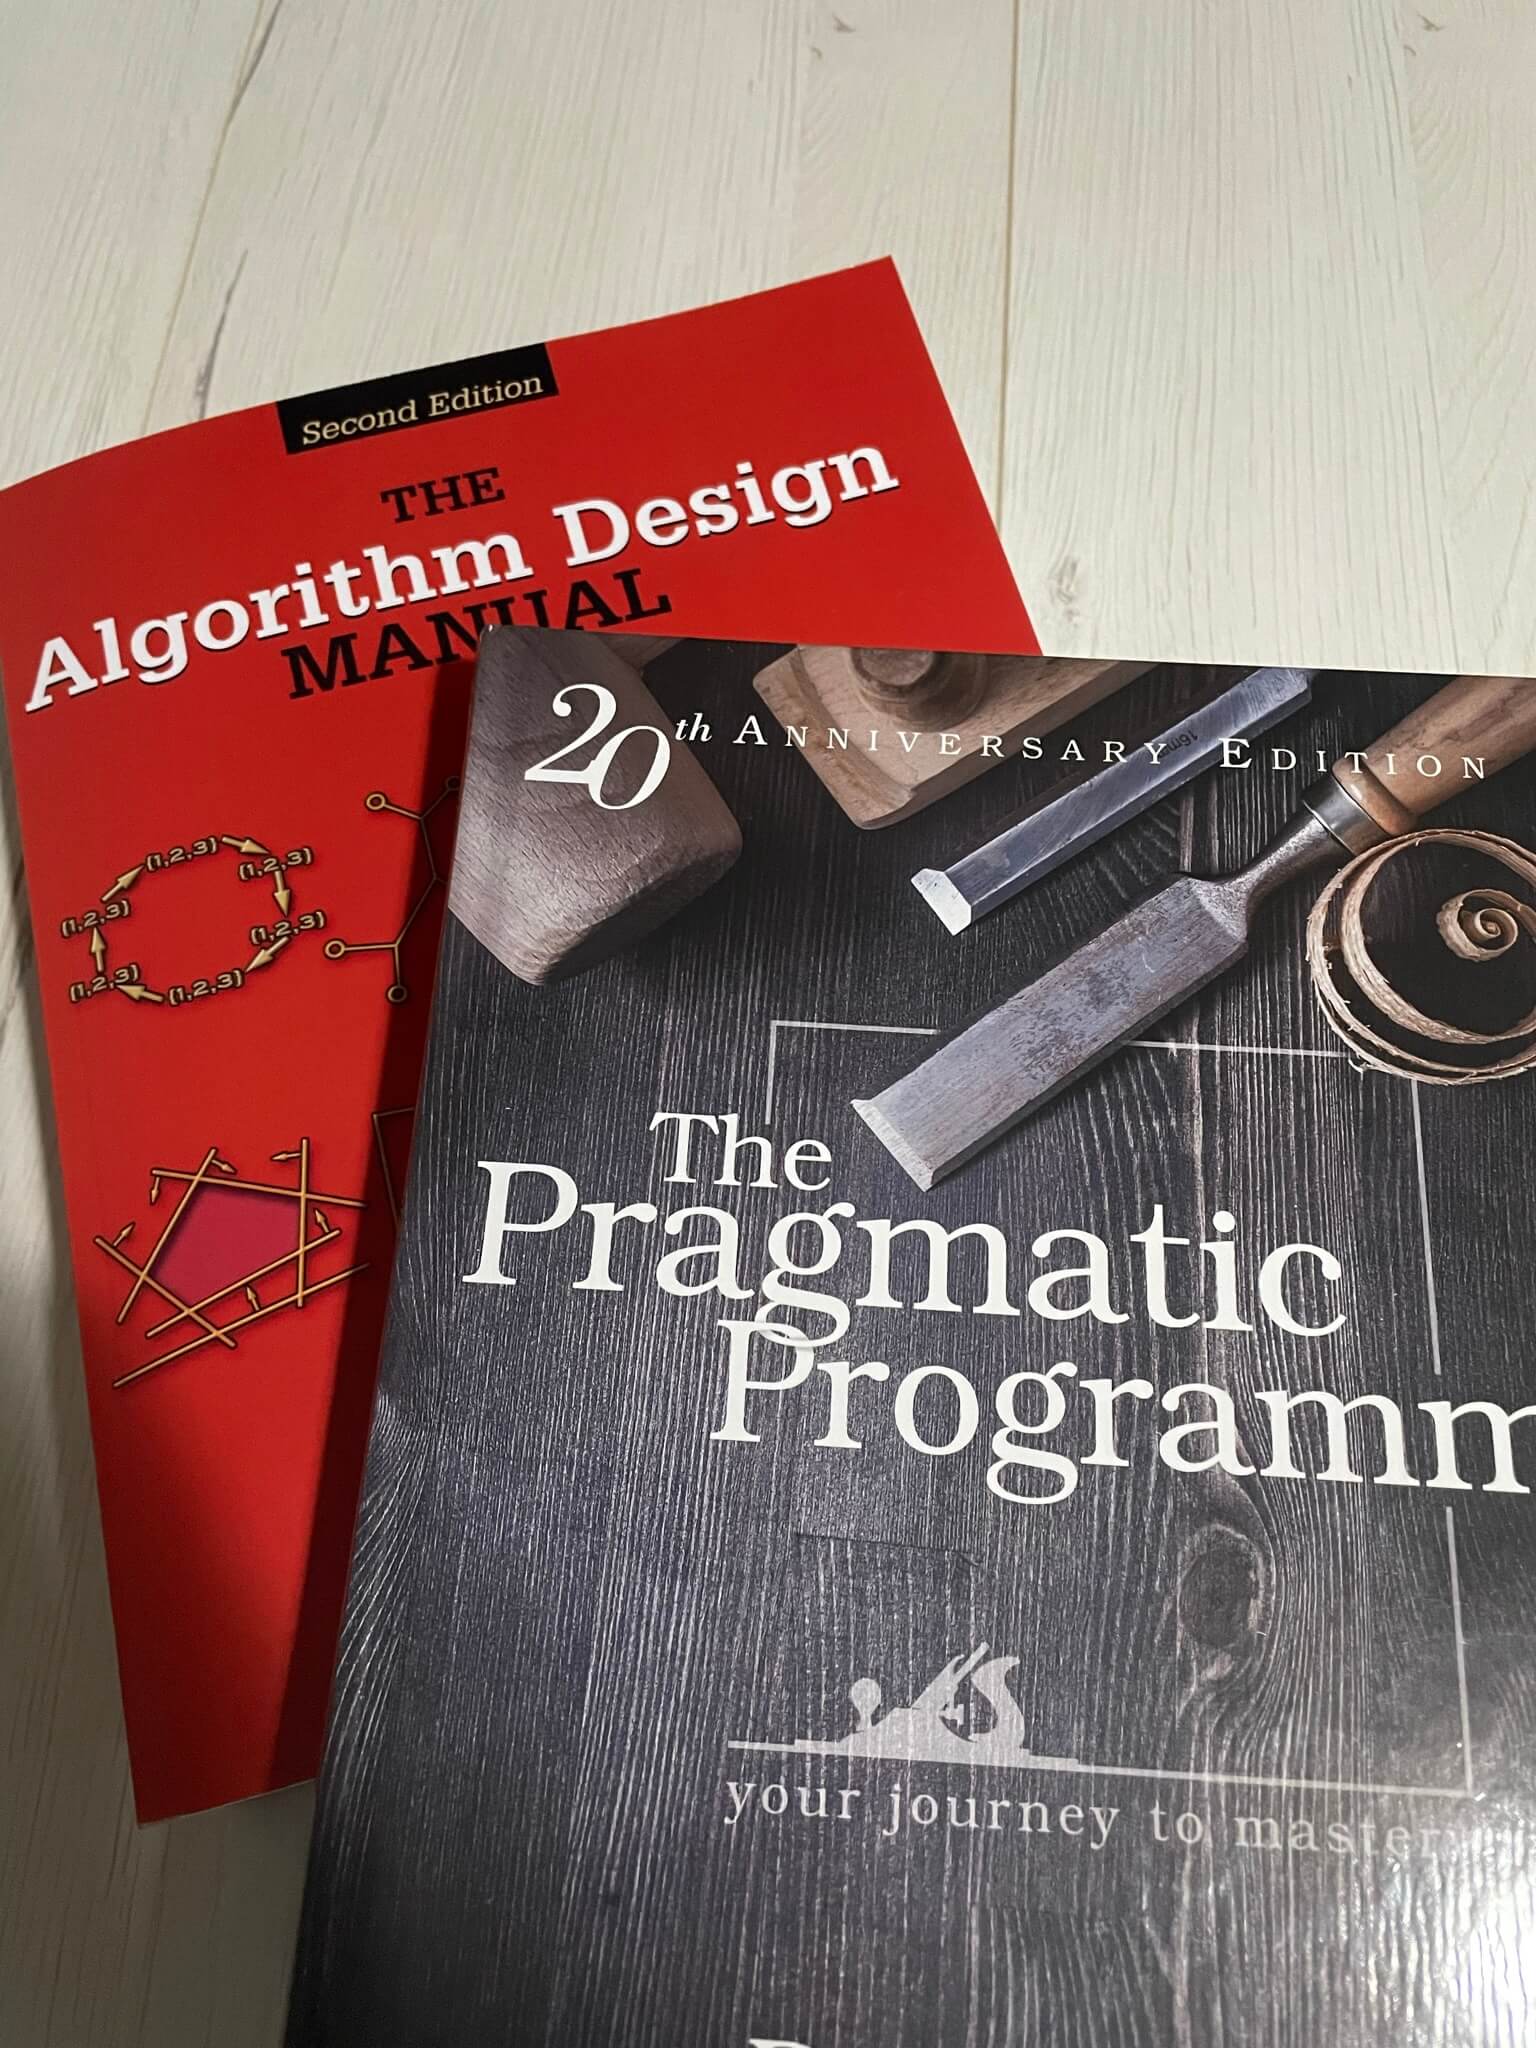 Second Edition
THE
Algorithm Design
MANUAL
{1,2,3}
{1,2,3}
{1,2,3}
{1,2,3}
{1,2,3}
{1,2,3}
20th ANNIVERSARY EDITION
16m
The
Pragmatic
Programm
your journey to master